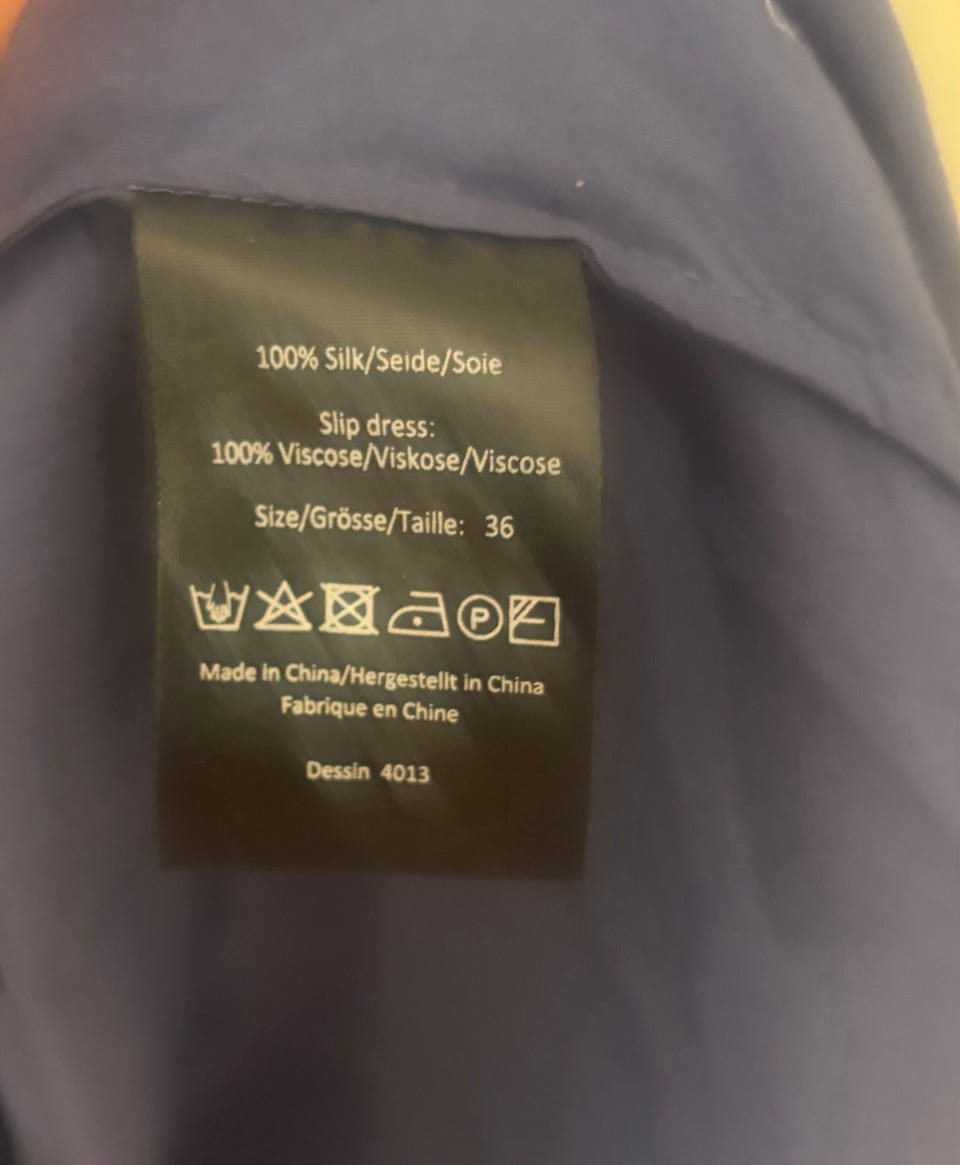 100% Silk/Seide/Soie
Slip dress:
100% Viscose/Viskose/Viscose
Size/Grösse/Taille: 36
P
Made in China/Hergestellt in China
Fabrique en Chine
Dessin 4013